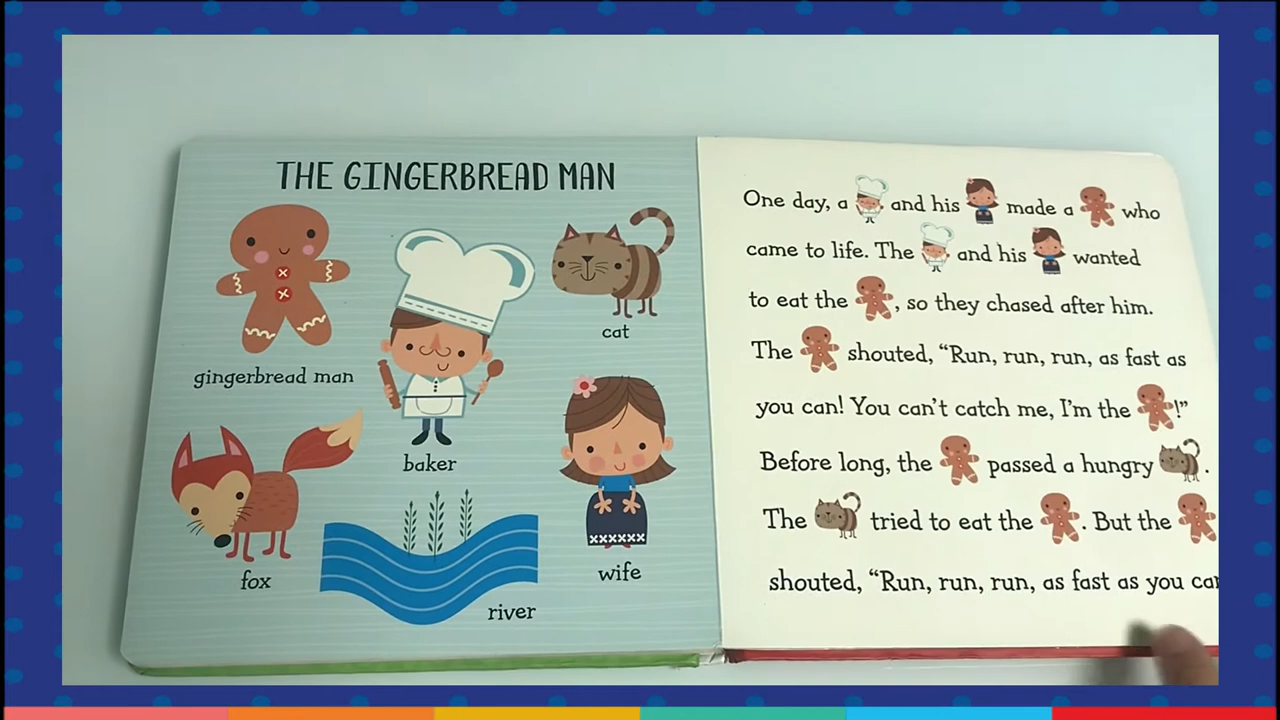 THE GINGERBREAD MAN
gingerbread man
baker
cat
fox
river
wife
One day, a and his made a who
came to life. The and his wanted
to eat the , so they chased after him.
The shouted, “Run, run, run, as fast as
you can! You can’t catch me, I’m the !”
Before long, the passed a hungry .
The tried to eat the . But the
shouted, “Run, run, run, as fast as you